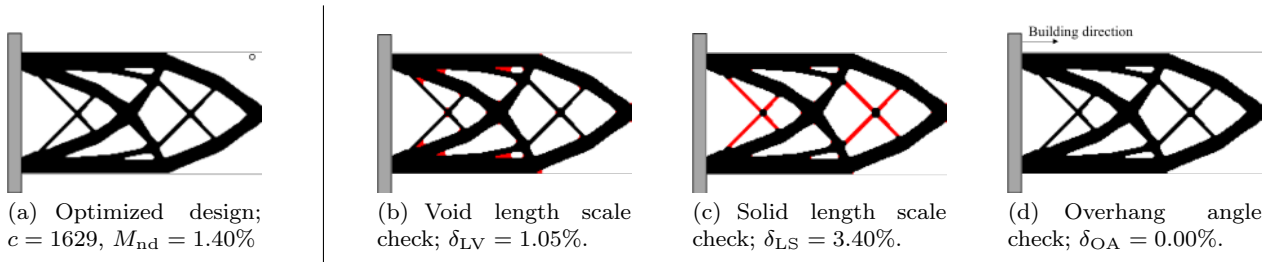 Building direction
(a) Optimized design;
c = 1629, M_nd = 1.40%
(b) Void length scale
check; δ_LV = 1.05%.
(c) Solid length scale
check; δ_LS = 3.40%.
(d) Overhang angle
check; δ_OA = 0.00%.